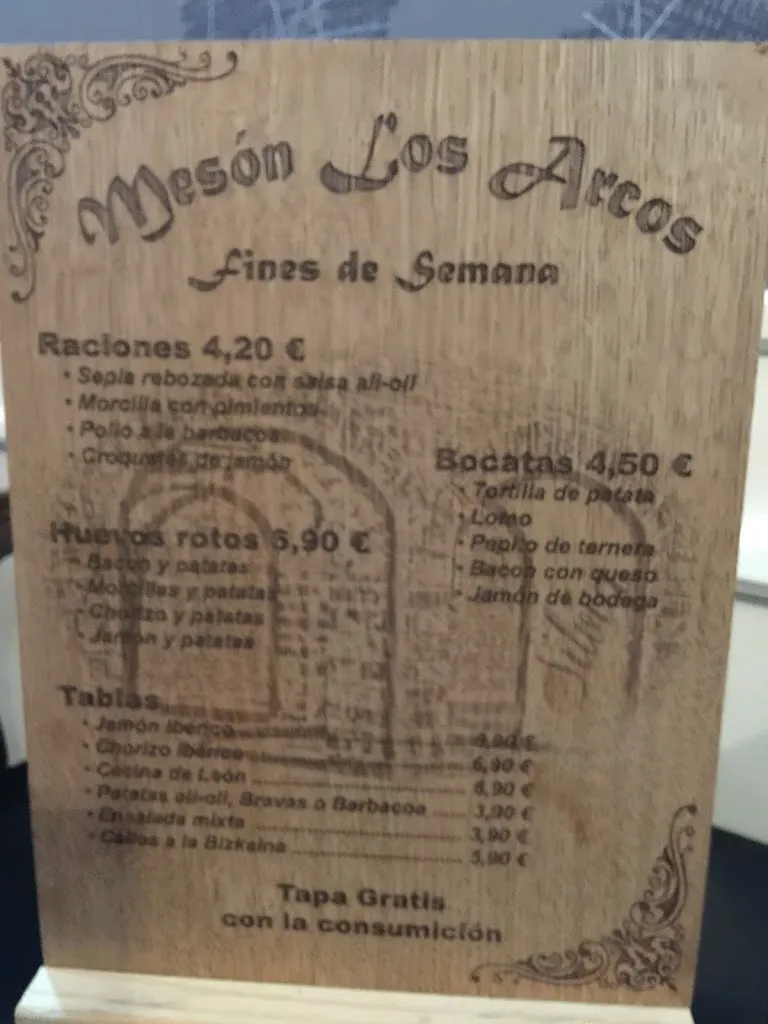 Mesón Los Arcos
Fines de Semana
Raciones 4,20 €
• Sepia rebozada con salsa ali-oli
• Morcilla con pimientos
• Pollo a la barbacoa
• Croquetas de jamón
Huevos rotos 6,90 €
• Bacon y patatas
• Morcillas y patatas
• Chorizo y patatas
• Jamón y patatas
Bocatas 4,50 €
• Tortilla de patata
• Lomo
• Pepito de ternera
• Bacon con queso
• Jamón de bodega
Tablas
• Jamón Ibérico
• Chorizo Ibérico 6,90 €
• Cecina de León 6,90 €
• Patatas ali-oli, Bravas o Barbacoa 3,90 €
• Ensalada mixta 3,90 €
• Callos a la Bizkaina 5,90 €
Tapa Gratis
con la consumición